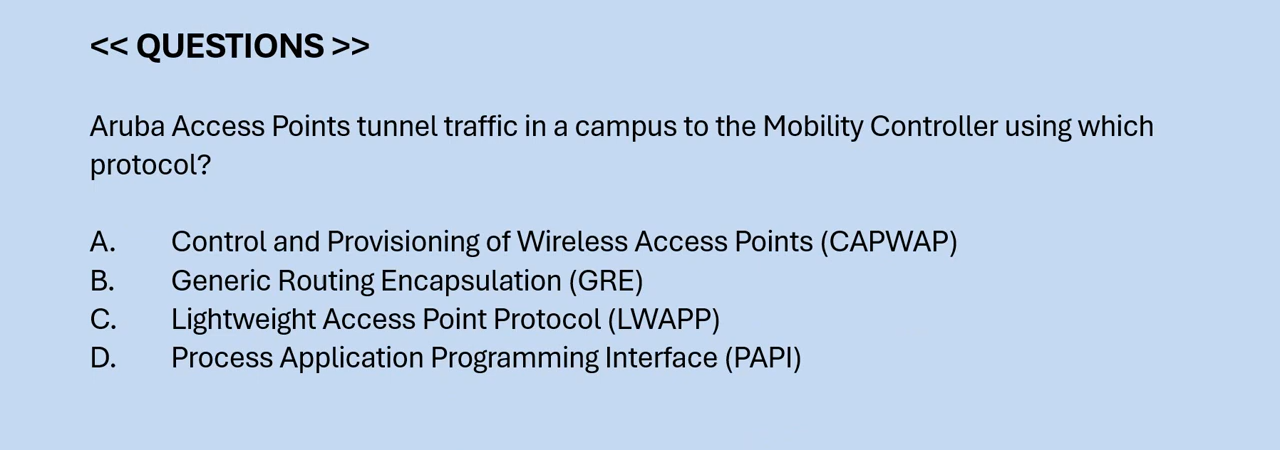 << QUESTIONS >>
Aruba Access Points tunnel traffic in a campus to the Mobility Controller using which
protocol?
A. Control and Provisioning of Wireless Access Points (CAPWAP)
B. Generic Routing Encapsulation (GRE)
C. Lightweight Access Point Protocol (LWAPP)
D. Process Application Programming Interface (PAPI)